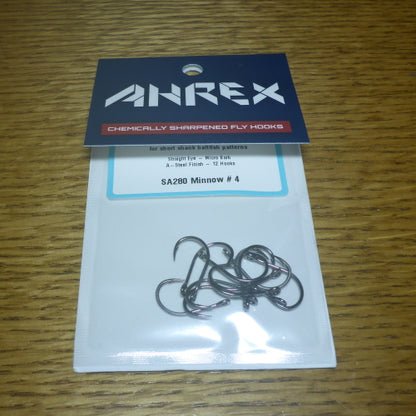 AHREX
CHEMICALLY SHARPENED FLY HOOKS
for short shank baitfish patterns
Straight Eye – Micro Barb
A-Steel Finish – 12 Hooks
SA280 Minnow # 4